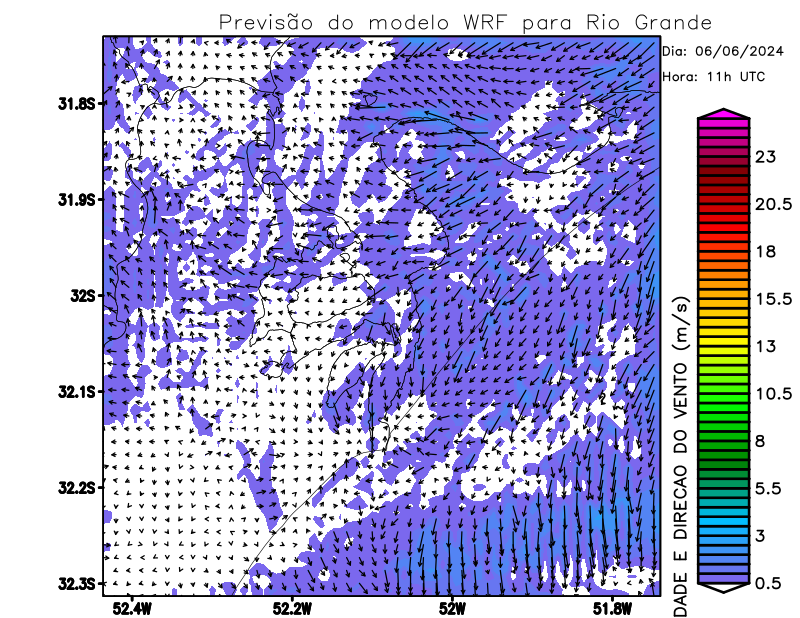 Previsão do modelo WRF para Rio Grande
Dia: 06/06/2024
Hora: 11h UTC
31.8S
31.9S
32S
32.1S
32.2S
32.3S
52.4W
52.2W
52W
51.8W
DADE E DIRECAO DO VENTO (m/s)
23
20.5
18
15.5
13
10.5
8
5.5
3
0.5